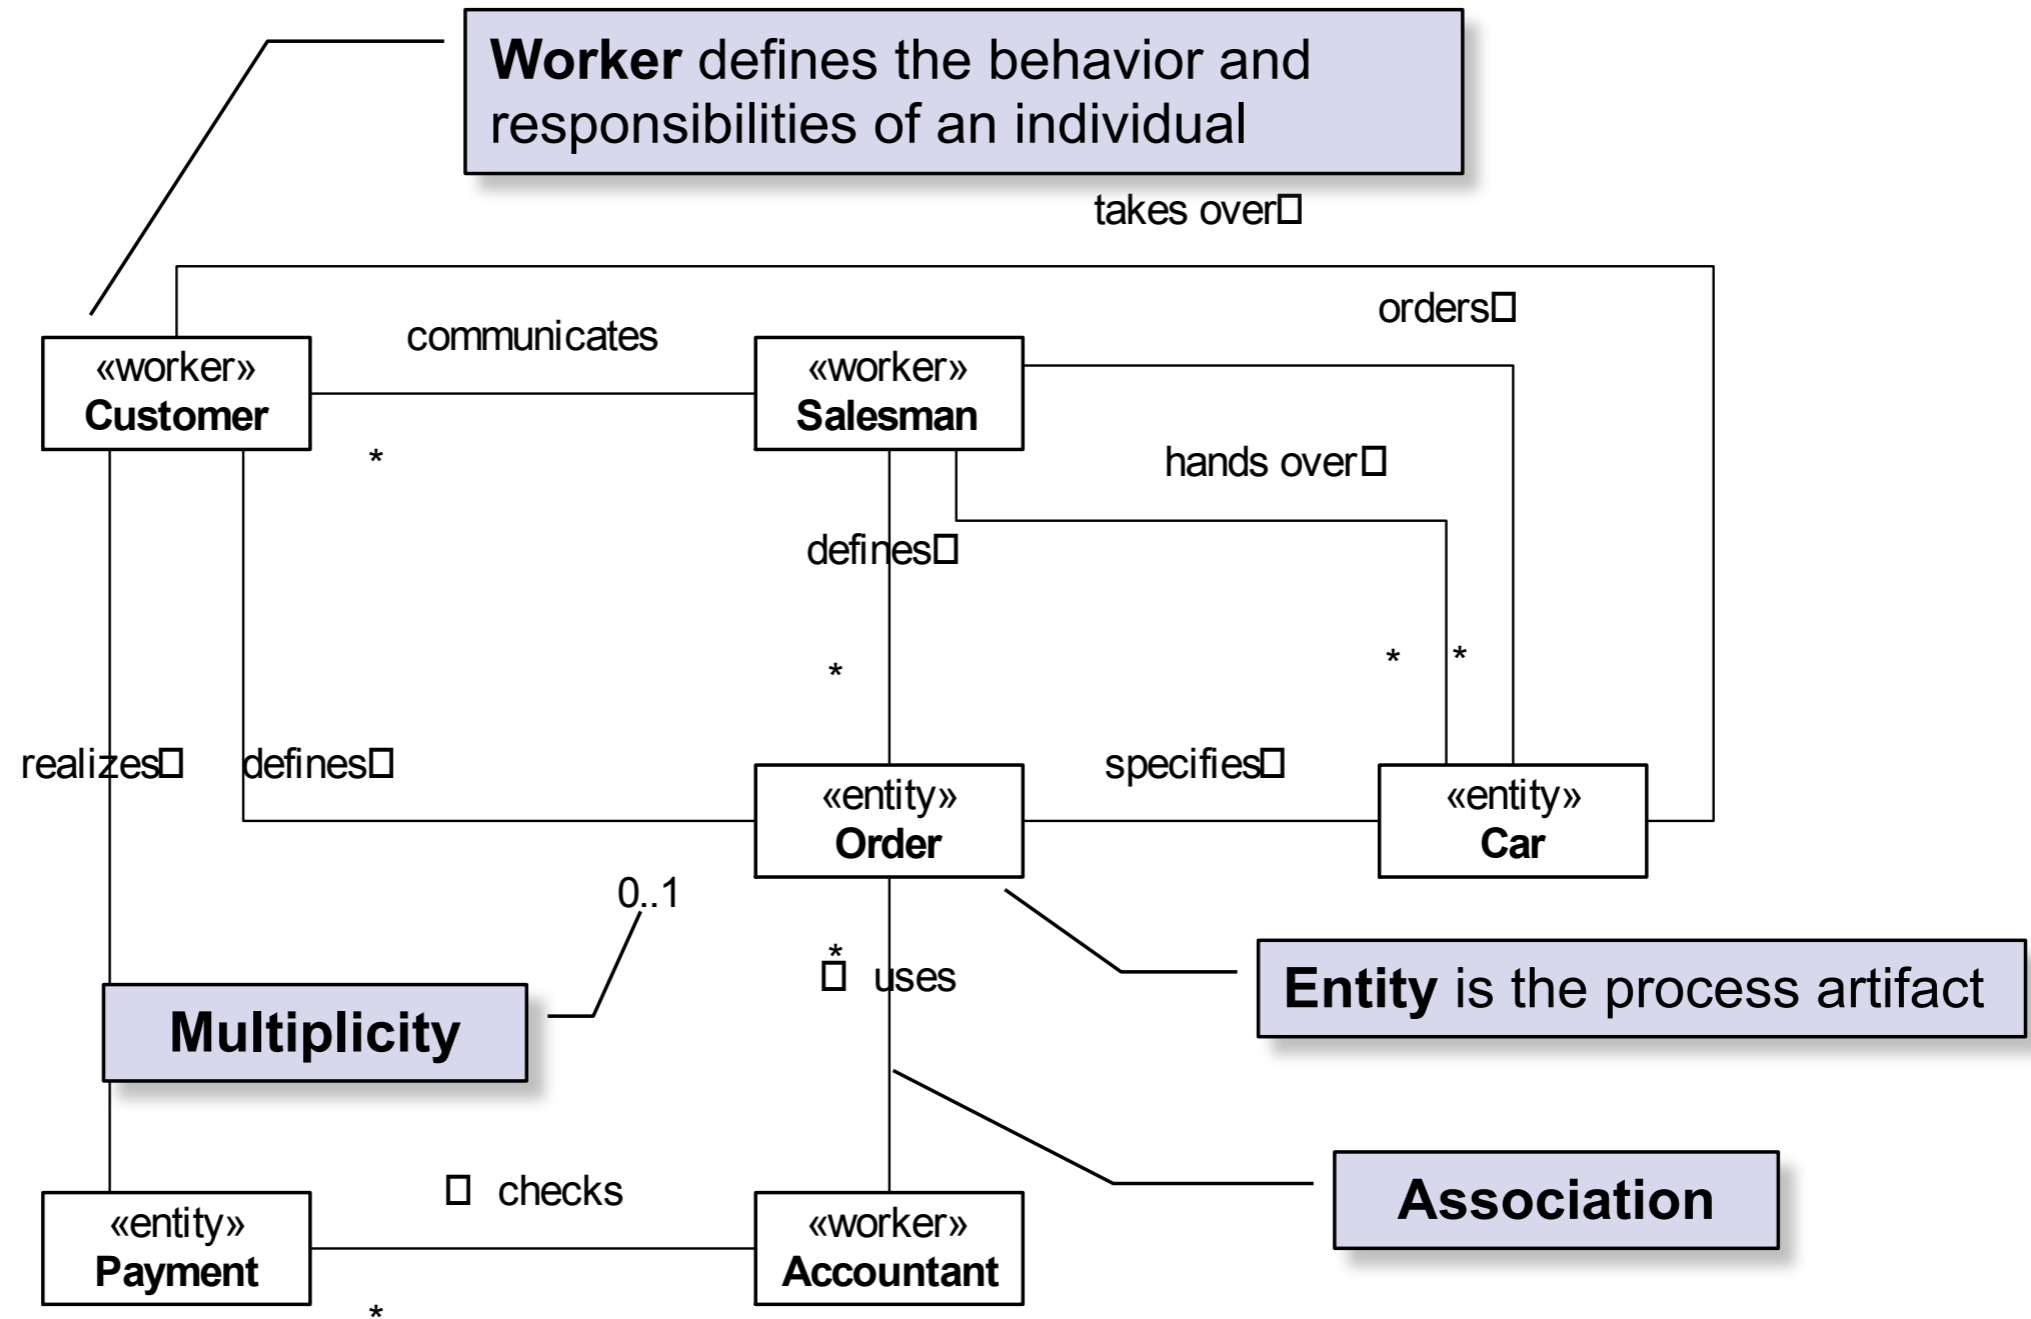 Worker defines the behavior and
responsibilities of an individual
takes over□
orders□
communicates
«worker»
Customer
«worker»
Salesman
*
hands over□
defines□
*
*
*
realizes□
defines□
specifies□
«entity»
Order
«entity»
Car
0..1
*
□ uses
Entity is the process artifact
Multiplicity
□ checks
Association
«entity»
Payment
«worker»
Accountant
*